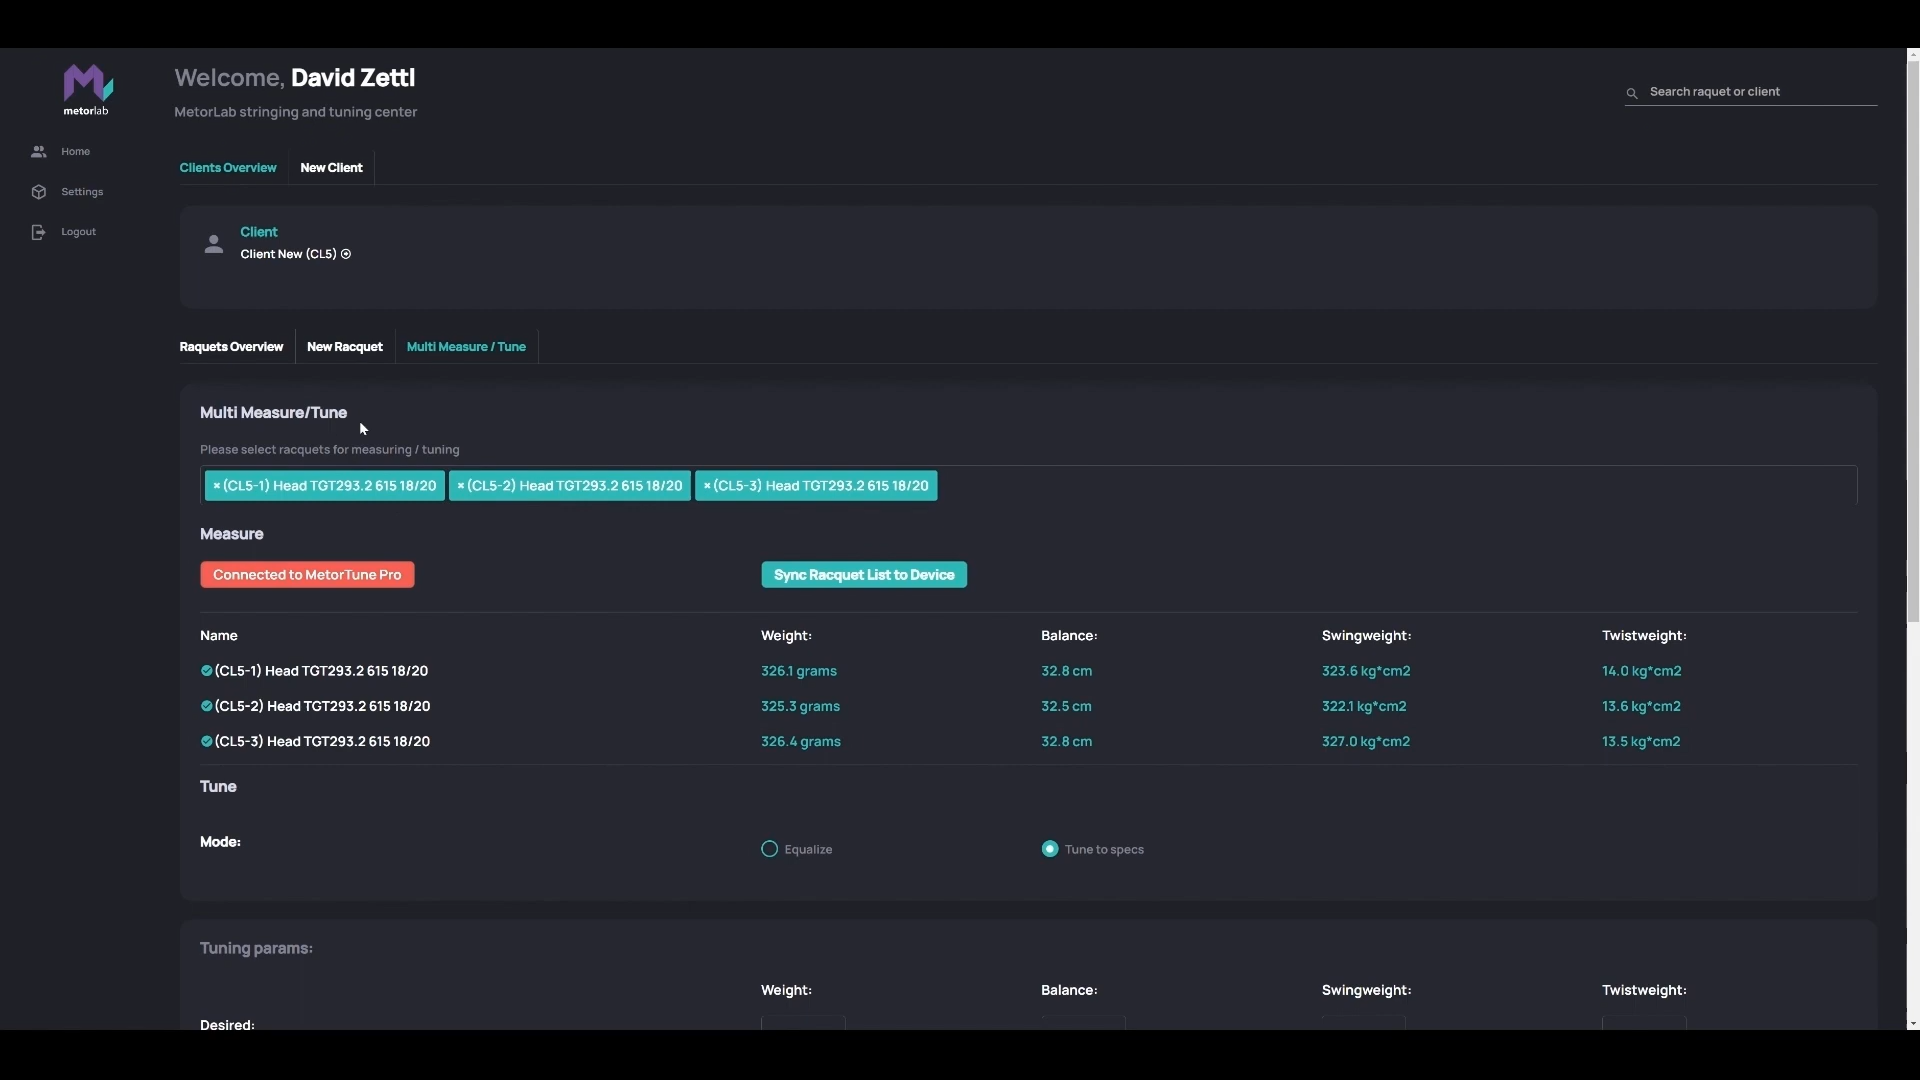 metorlab
Home
Settings
Logout
Welcome, David Zettl
MetorLab stringing and tuning center
Search raquet or client
Clients Overview New Client
Client
Client New (CL5)
Raquets Overview New Racquet Multi Measure / Tune
Multi Measure/Tune
Please select racquets for measuring / tuning
× (CL5-1) Head TGT293.2 615 18/20 × (CL5-2) Head TGT293.2 615 18/20 × (CL5-3) Head TGT293.2 615 18/20
Measure
Connected to MetorTune Pro Sync Racquet List to Device
Name Weight: Balance: Swingweight: Twistweight:
(CL5-1) Head TGT293.2 615 18/20 326.1 grams 32.8 cm 323.6 kg*cm2 14.0 kg*cm2
(CL5-2) Head TGT293.2 615 18/20 325.3 grams 32.5 cm 322.1 kg*cm2 13.6 kg*cm2
(CL5-3) Head TGT293.2 615 18/20 326.4 grams 32.8 cm 327.0 kg*cm2 13.5 kg*cm2
Tune
Mode: Equalize Tune to specs
Tuning params:
Weight: Balance: Swingweight: Twistweight:
Desired: